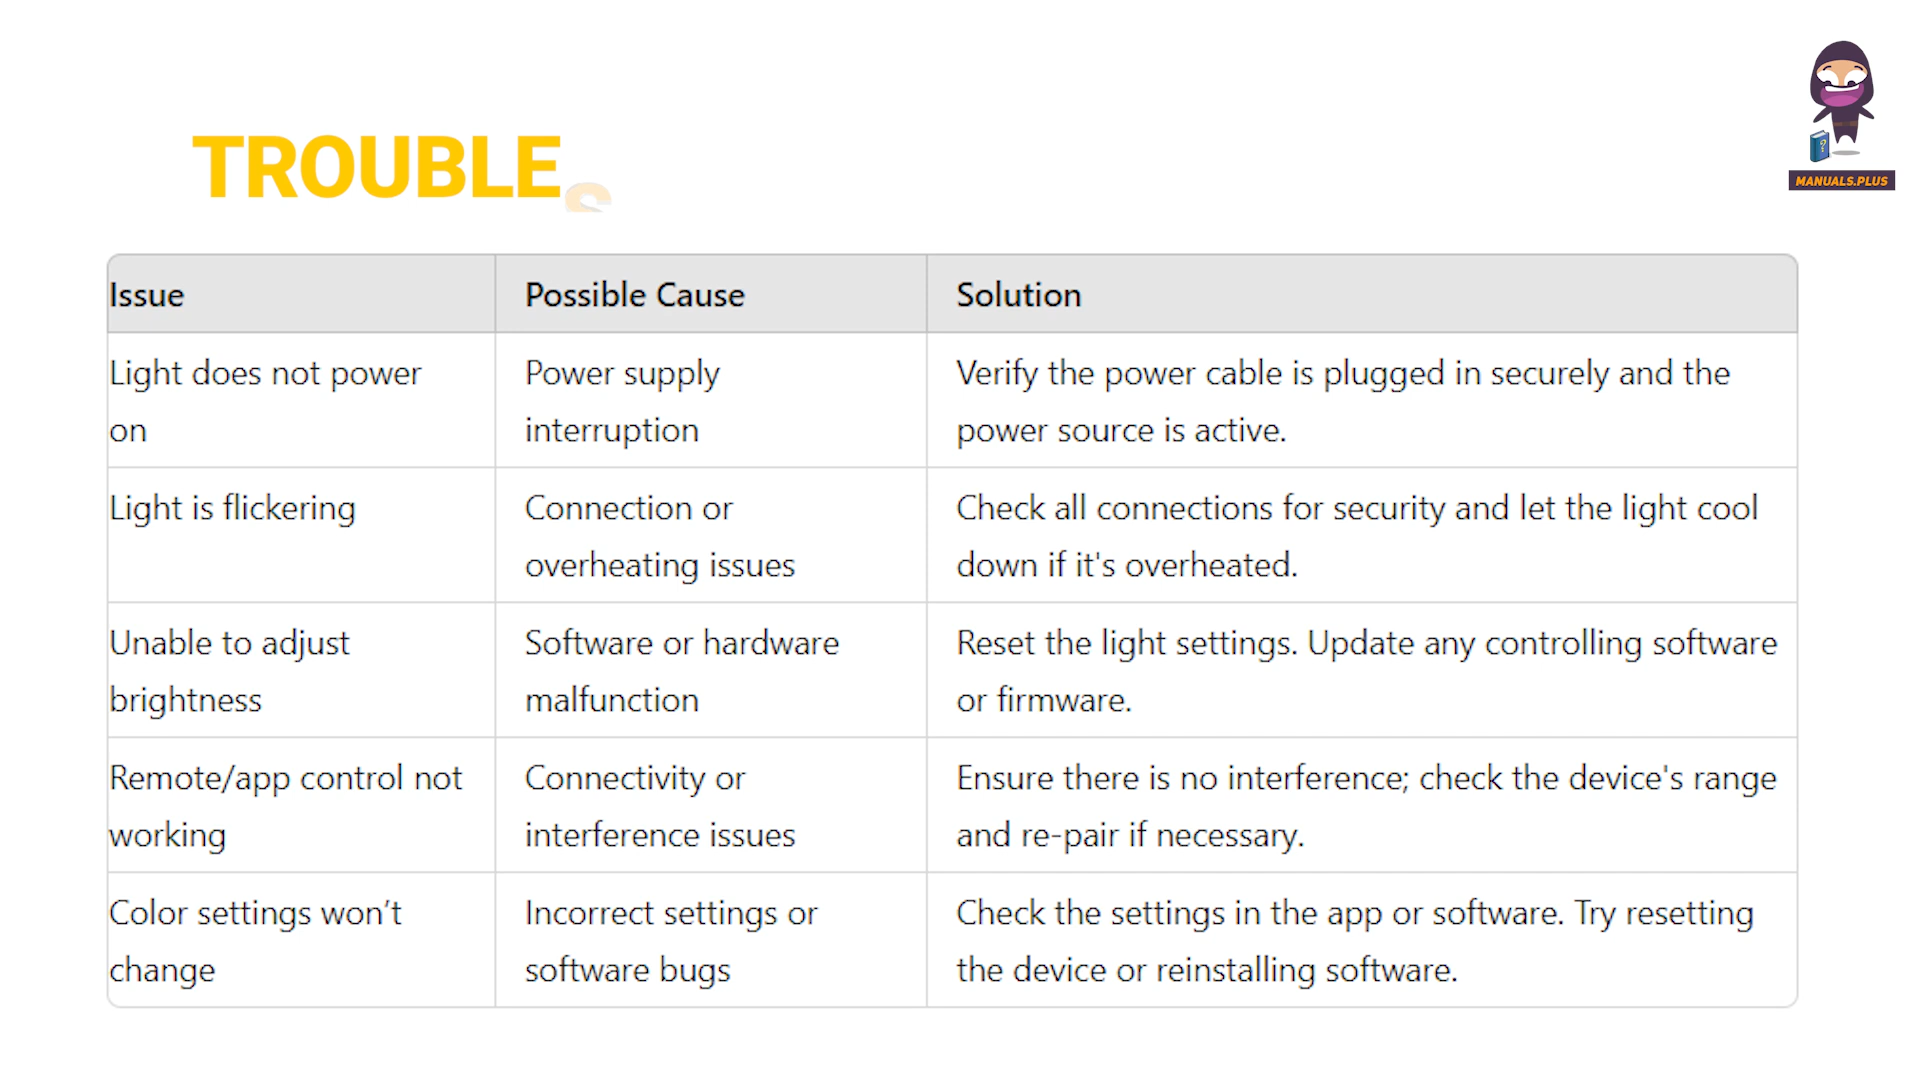 MANUALS.PLUS
TROUBLES
Issue
Possible Cause
Solution
Light does not power
on
Power supply
interruption
Verify the power cable is plugged in securely and the
power source is active.
Light is flickering
Connection or
overheating issues
Check all connections for security and let the light cool
down if it's overheated.
Unable to adjust
brightness
Software or hardware
malfunction
Reset the light settings. Update any controlling software
or firmware.
Remote/app control not
working
Connectivity or
interference issues
Ensure there is no interference; check the device's range
and re-pair if necessary.
Color settings won’t
change
Incorrect settings or
software bugs
Check the settings in the app or software. Try resetting
the device or reinstalling software.